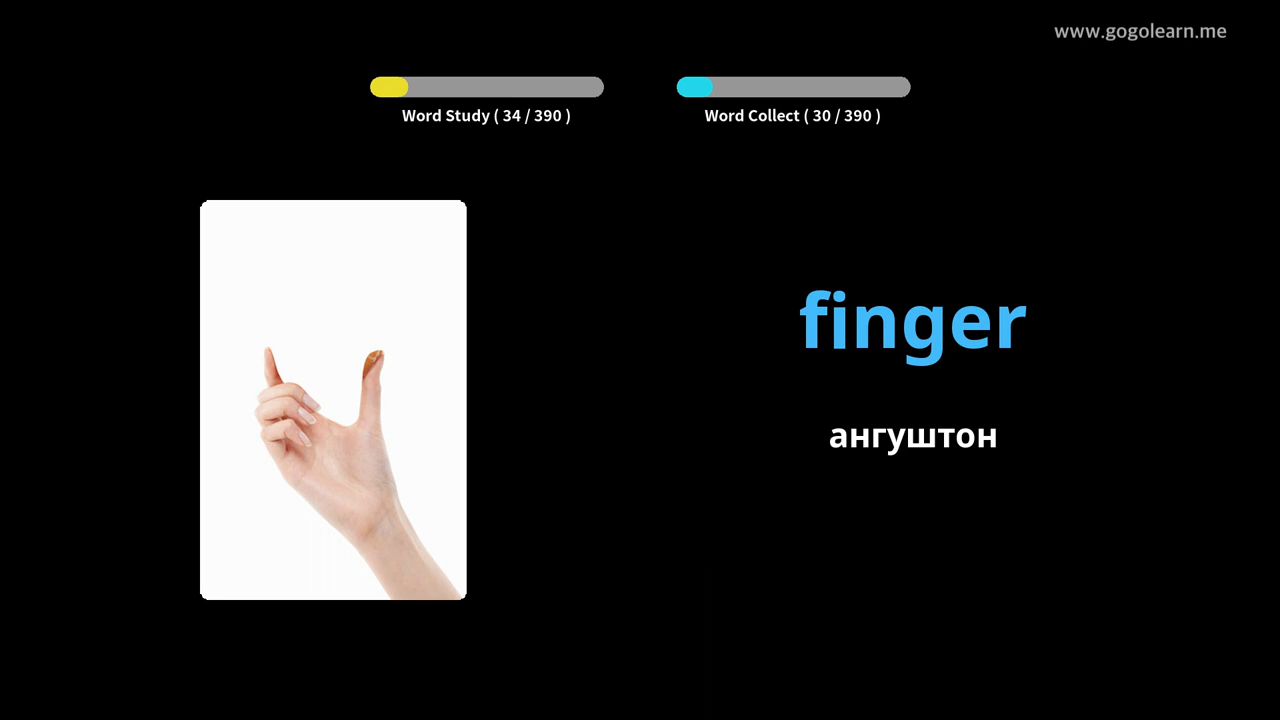 www.gogolearn.me
Word Study ( 34 / 390 )
Word Collect ( 30 / 390 )
finger
ангуштон